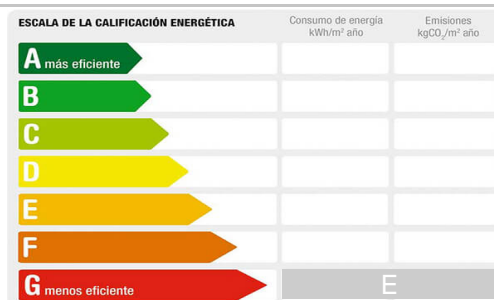 ESCALA DE LA CALIFICACIÓN ENERGÉTICA
Consumo de energía
kWh/m² año
Emisiones
kgCO₂/m² año
A más eficiente
B
C
D
E
F
G menos eficiente
E